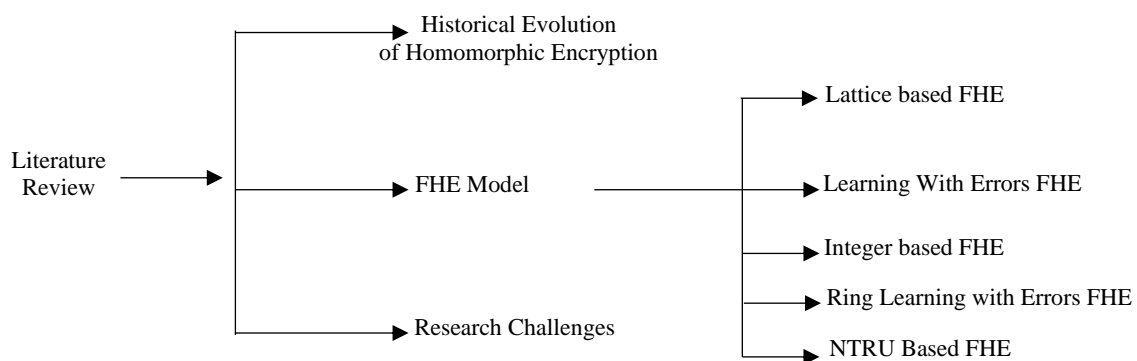 Historical Evolution
of Homomorphic Encryption
Lattice based FHE
Literature
Review
FHE Model
Learning With Errors FHE
Integer based FHE
Ring Learning with Errors FHE
Research Challenges
NTRU Based FHE